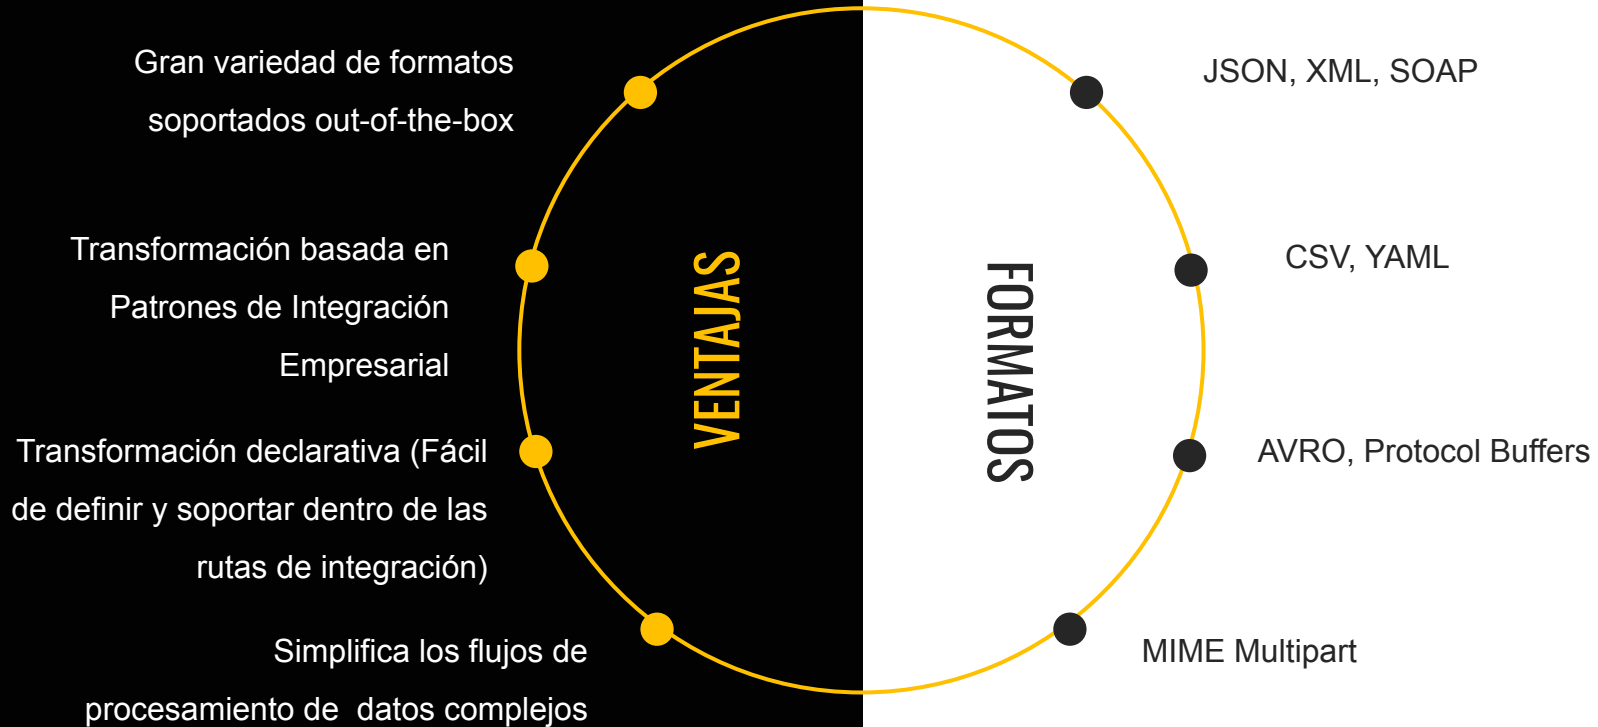 Gran variedad de formatos
soportados out-of-the-box
Transformación basada en
Patrones de Integración
Empresarial
Transformación declarativa (Fácil
de definir y soportar dentro de las
rutas de integración)
Simplifica los flujos de
procesamiento de  datos complejos
VENTAJAS
FORMATOS
JSON, XML, SOAP
CSV, YAML
AVRO, Protocol Buffers
MIME Multipart